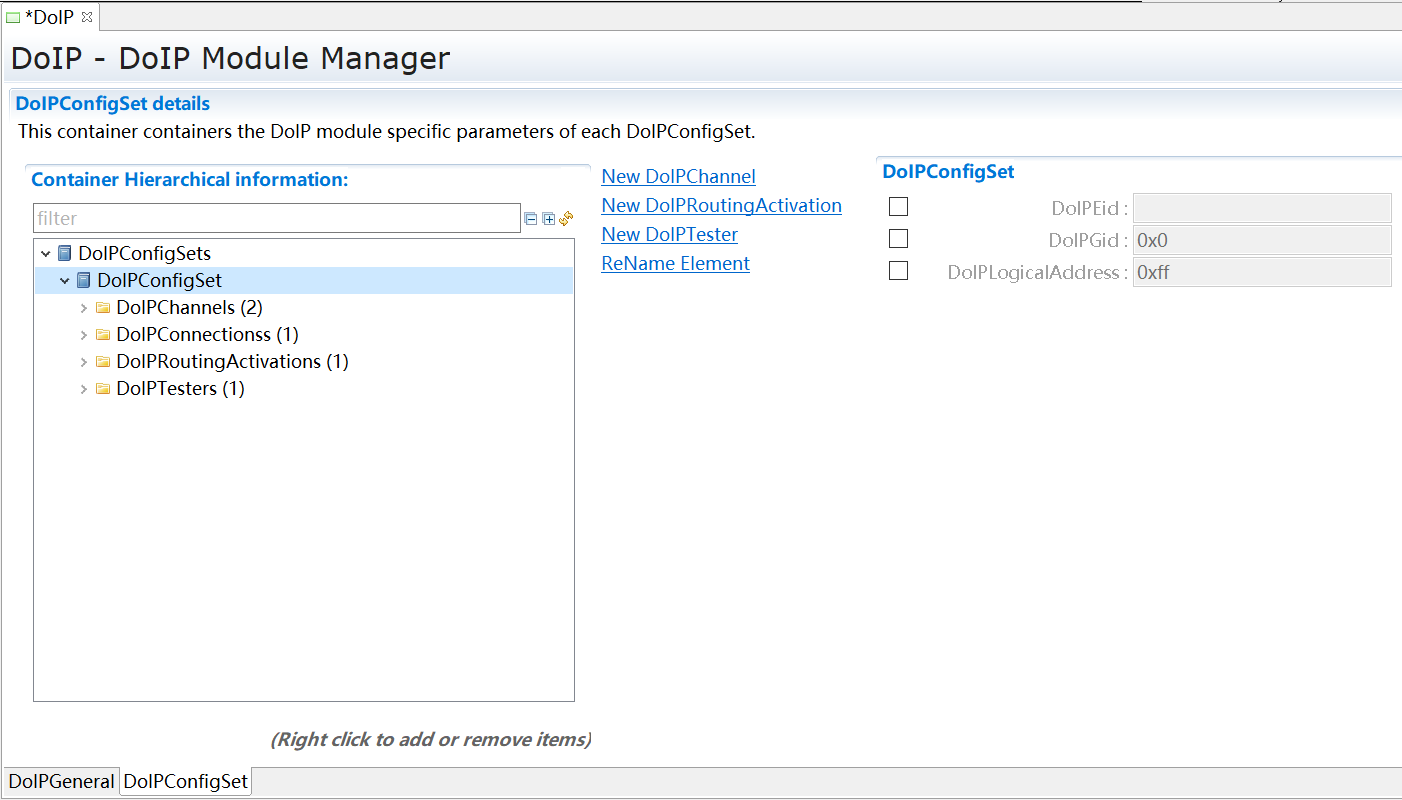 *DoIP
DoIP - DoIP Module Manager
DoIPConfigSet details
This container containers the DoIP module specific parameters of each DoIPConfigSet.
Container Hierarchical information:
filter
DoIPConfigSets
DoIPConfigSet
DoIPChannels (2)
DoIPConnectionss (1)
DoIPRoutingActivations (1)
DoIPTesters (1)
(Right click to add or remove items)
New DoIPChannel
New DoIPRoutingActivation
New DoIPTester
ReName Element
DoIPConfigSet
DoIPEid :
DoIPGid : 0x0
DoIPLogicalAddress : 0xff
DoIPGeneral DoIPConfigSet